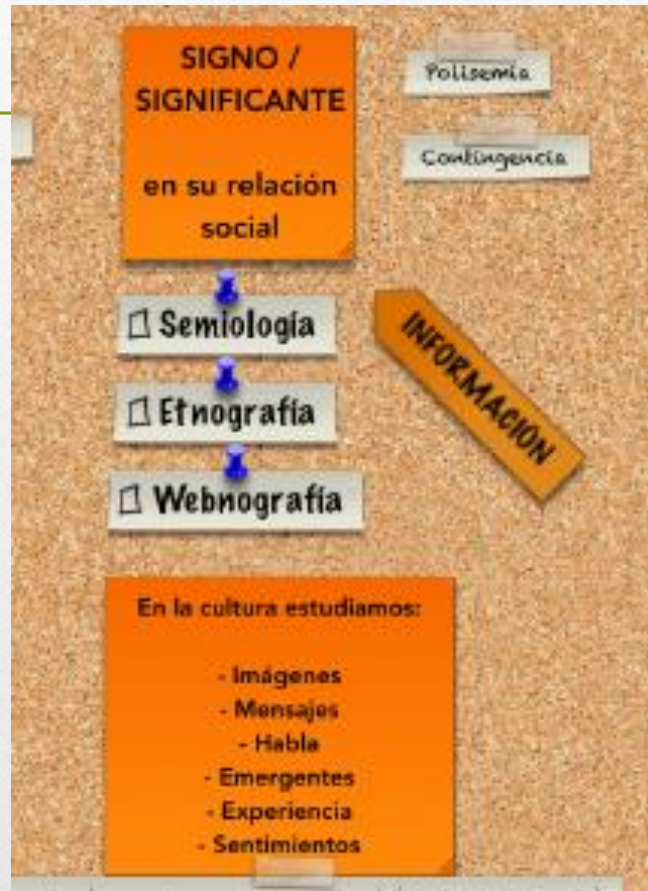 SIGNO /
SIGNIFICANTE
en su relación
social
Polisemia
Contingencia
Semiología
Etnografía
Webnografía
INFORMACIÓN
En la cultura estudiamos:
- Imágenes
- Mensajes
- Habla
- Emergentes
- Experiencia
- Sentimientos